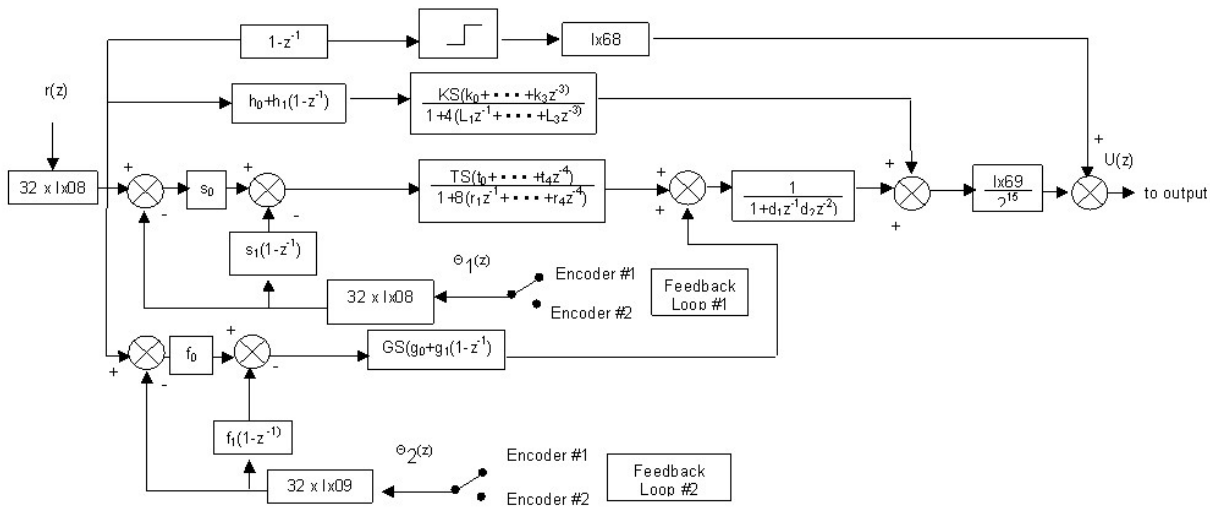 1-z⁻¹
Ix68
r(z)
h₀+h₁(1-z⁻¹)
KS(k₀+ ････ +k₃z⁻³)
1+4(L₁z⁻¹+ ････ +L₃z⁻³)
+
U(z)
32 x Ix08
+
-
s₀
+
-
TS(t₀+ ････ +t₄z⁻⁴)
1+8(r₁z⁻¹+ ････ +r₄z⁻⁴)
+
+
1
1+d₁z⁻¹d₂z⁻²)
+
+
Ix69
2¹⁵
+
to output
s₁(1-z⁻¹)
Θ₁(z)
32 x Ix08
Encoder #1
Encoder #2
Feedback
Loop #1
+
-
f₀
+
-
GS(g₀+g₁(1-z⁻¹)
f₁(1-z⁻¹)
Θ₂(z)
32 x Ix09
Encoder #1
Encoder #2
Feedback
Loop #2